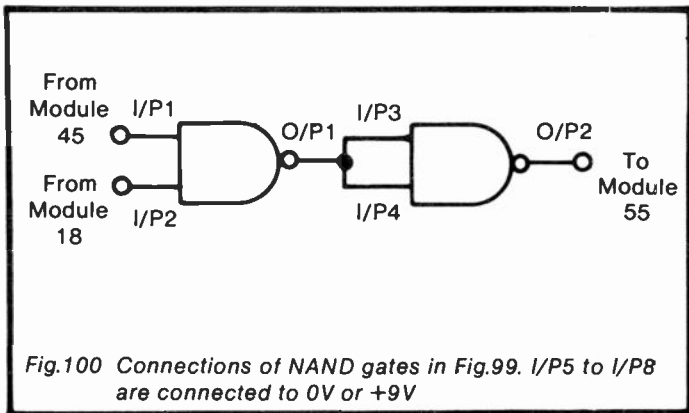 From
Module
45
I/P1
From
Module
18
I/P2
O/P1
I/P3
I/P4
O/P2
To
Module
55
Fig.100 Connections of NAND gates in Fig.99. I/P5 to I/P8
are connected to 0V or +9V